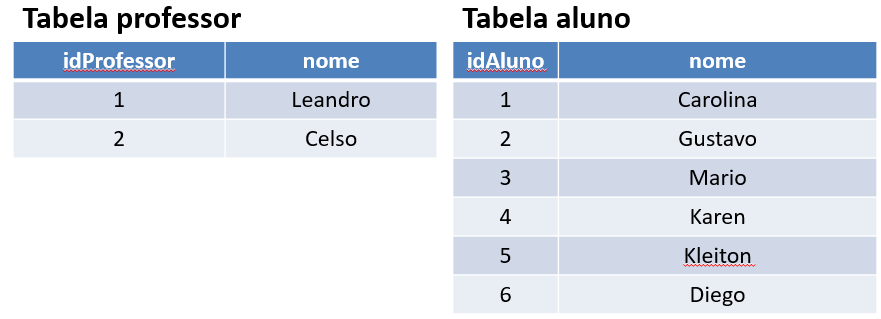 Tabela professor
idProfessor nome
1 Leandro
2 Celso
Tabela aluno
idAluno nome
1 Carolina
2 Gustavo
3 Mario
4 Karen
5 Kleiton
6 Diego